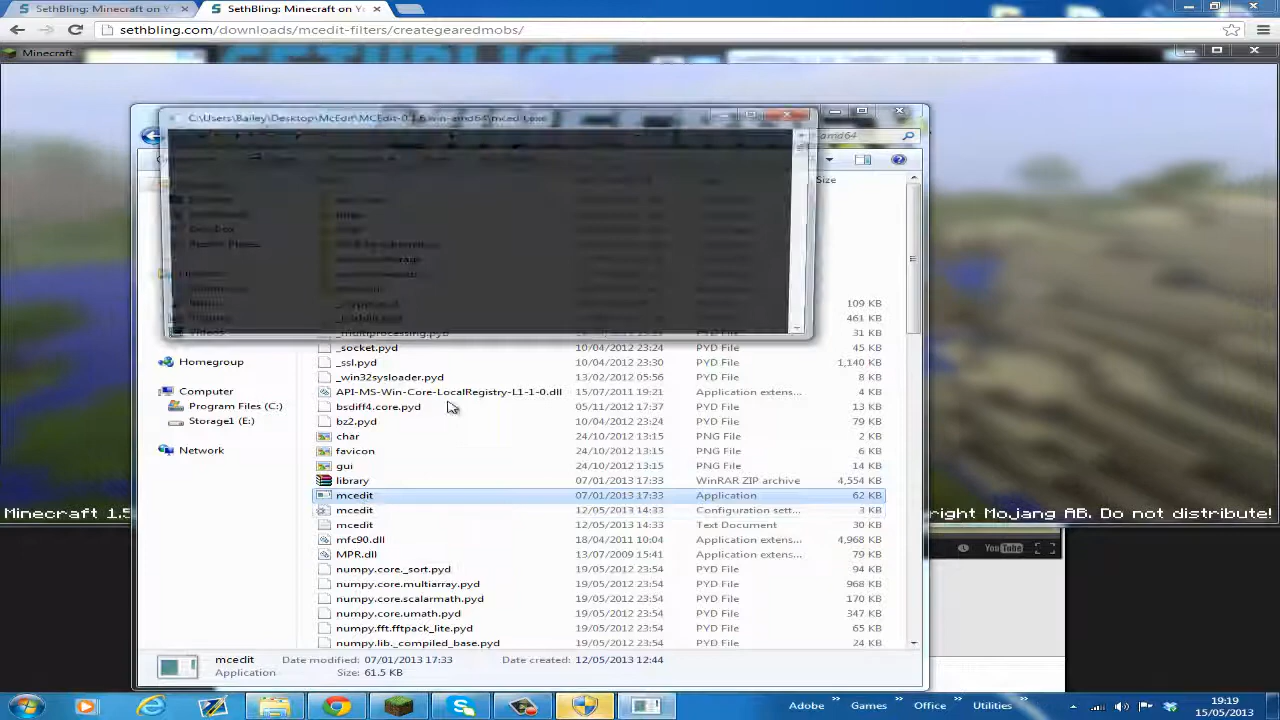 SethBling: Minecraft on Y
SethBling: Minecraft on Y
sethbling.com/downloads/mcedit-filters/creategearedmobs/
Minecraft
C:\Users\Bailey\Desktop\McEdit\MCEdit-0.1.6.win-amd64\mcedit.exe
amd64
Size
109 KB
461 KB
Videos _multiprocessing.pyd 31 KB
_socket.pyd 10/04/2012 23:24 PYD File 45 KB
Homegroup _ssl.pyd 10/04/2012 23:30 PYD File 1,140 KB
_win32sysloader.pyd 13/02/2012 05:56 PYD File 8 KB
Computer API-MS-Win-Core-LocalRegistry-L1-1-0.dll 15/07/2011 19:21 Application extens... 4 KB
Program Files (C:) bsdiff4.core.pyd 05/11/2012 17:37 PYD File 13 KB
Storage1 (E:) bz2.pyd 10/04/2012 23:24 PYD File 79 KB
char 24/10/2012 13:15 PNG File 2 KB
Network favicon 24/10/2012 13:15 PNG File 6 KB
gui 24/10/2012 13:15 PNG File 14 KB
library 07/01/2013 17:33 WinRAR ZIP archive 4,554 KB
mcedit 07/01/2013 17:33 Application 62 KB
mcedit 12/05/2013 14:33 Configuration sett... 3 KB
Minecraft 1.5 right Mojang AB. Do not distribute!
mcedit 12/05/2013 14:33 Text Document 30 KB
mfc90.dll 18/04/2011 10:04 Application extens... 4,968 KB
YouTube
MPR.dll 13/07/2009 15:41 Application extens... 79 KB
numpy.core._sort.pyd 19/05/2012 23:54 PYD File 94 KB
numpy.core.multiarray.pyd 19/05/2012 23:54 PYD File 968 KB
numpy.core.scalarmath.pyd 19/05/2012 23:54 PYD File 170 KB
numpy.core.umath.pyd 19/05/2012 23:54 PYD File 347 KB
numpy.fft.fftpack_lite.pyd 19/05/2012 23:54 PYD File 65 KB
numpy.lib._compiled_base.pyd 19/05/2012 23:54 PYD File 24 KB
mcedit Date modified: 07/01/2013 17:33 Date created: 12/05/2013 12:44
Application Size: 61.5 KB
Adobe » Games » Office » Utilities »
19:19
15/05/2013